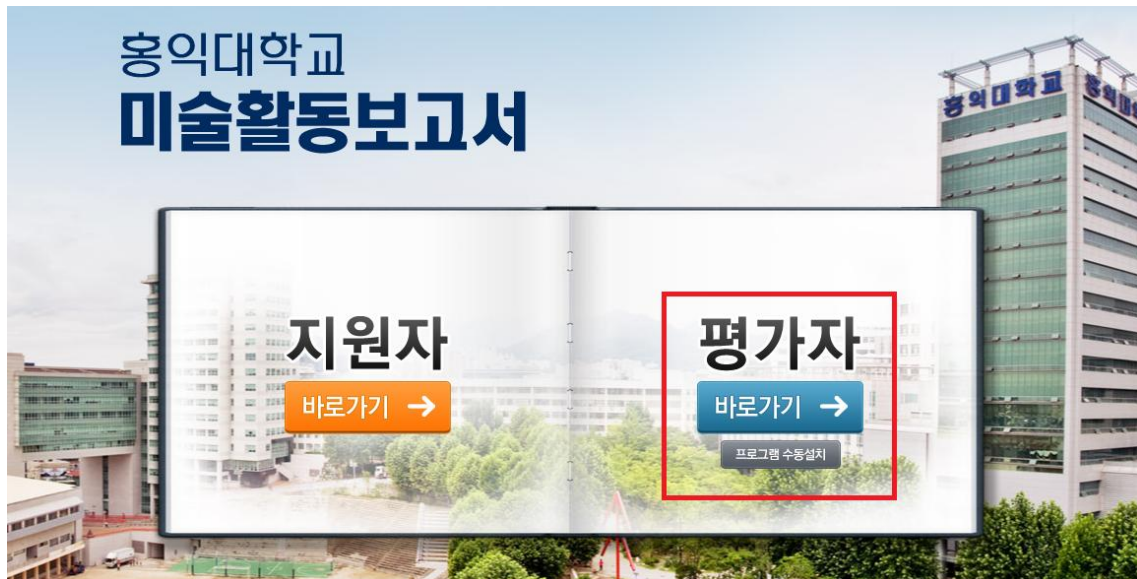 홍익대학교
미술활동보고서
홍익대학교
지원자
바로가기 →
평가자
바로가기 →
프로그램 수동설치